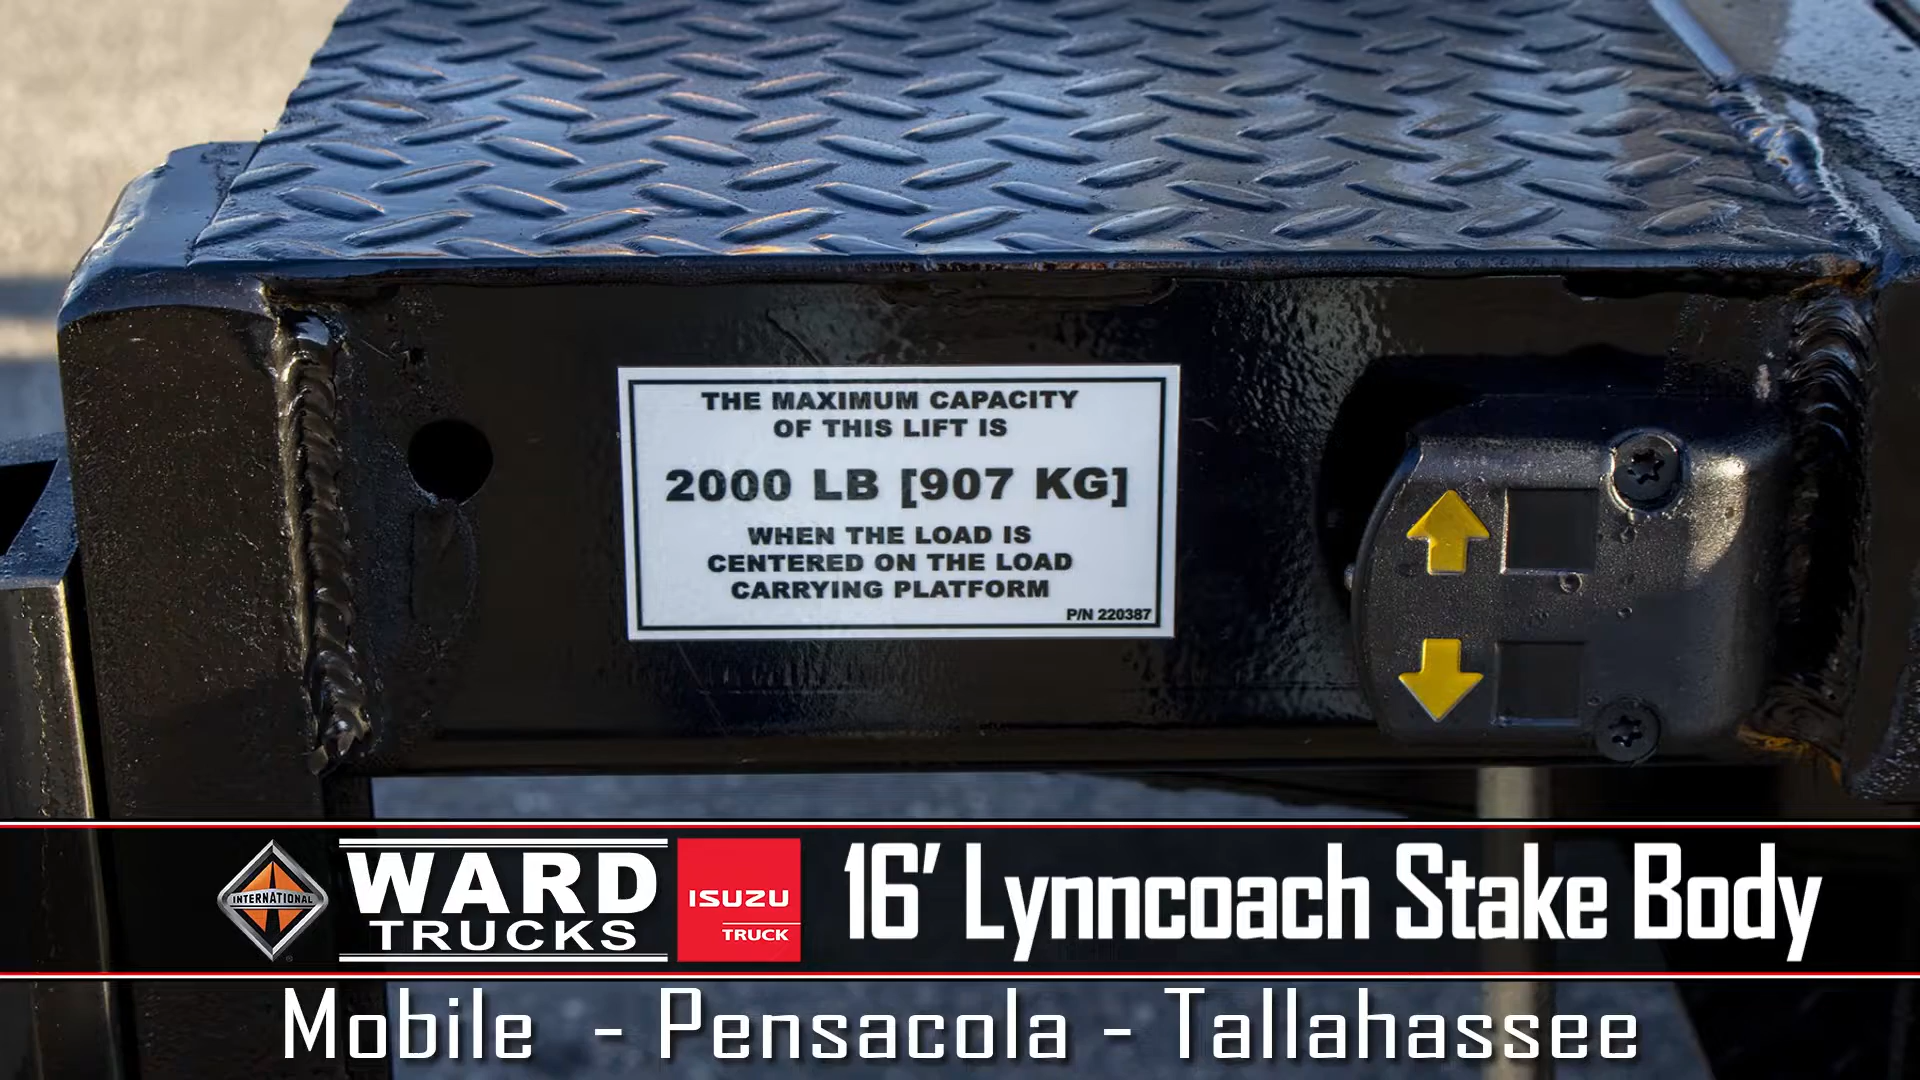 THE MAXIMUM CAPACITY
OF THIS LIFT IS
2000 LB [907 KG]
WHEN THE LOAD IS
CENTERED ON THE LOAD
CARRYING PLATFORM
P/N 220387
INTERNATIONAL
WARD
TRUCKS
ISUZU
TRUCK
16' Lynncoach Stake Body
Mobile - Pensacola - Tallahassee